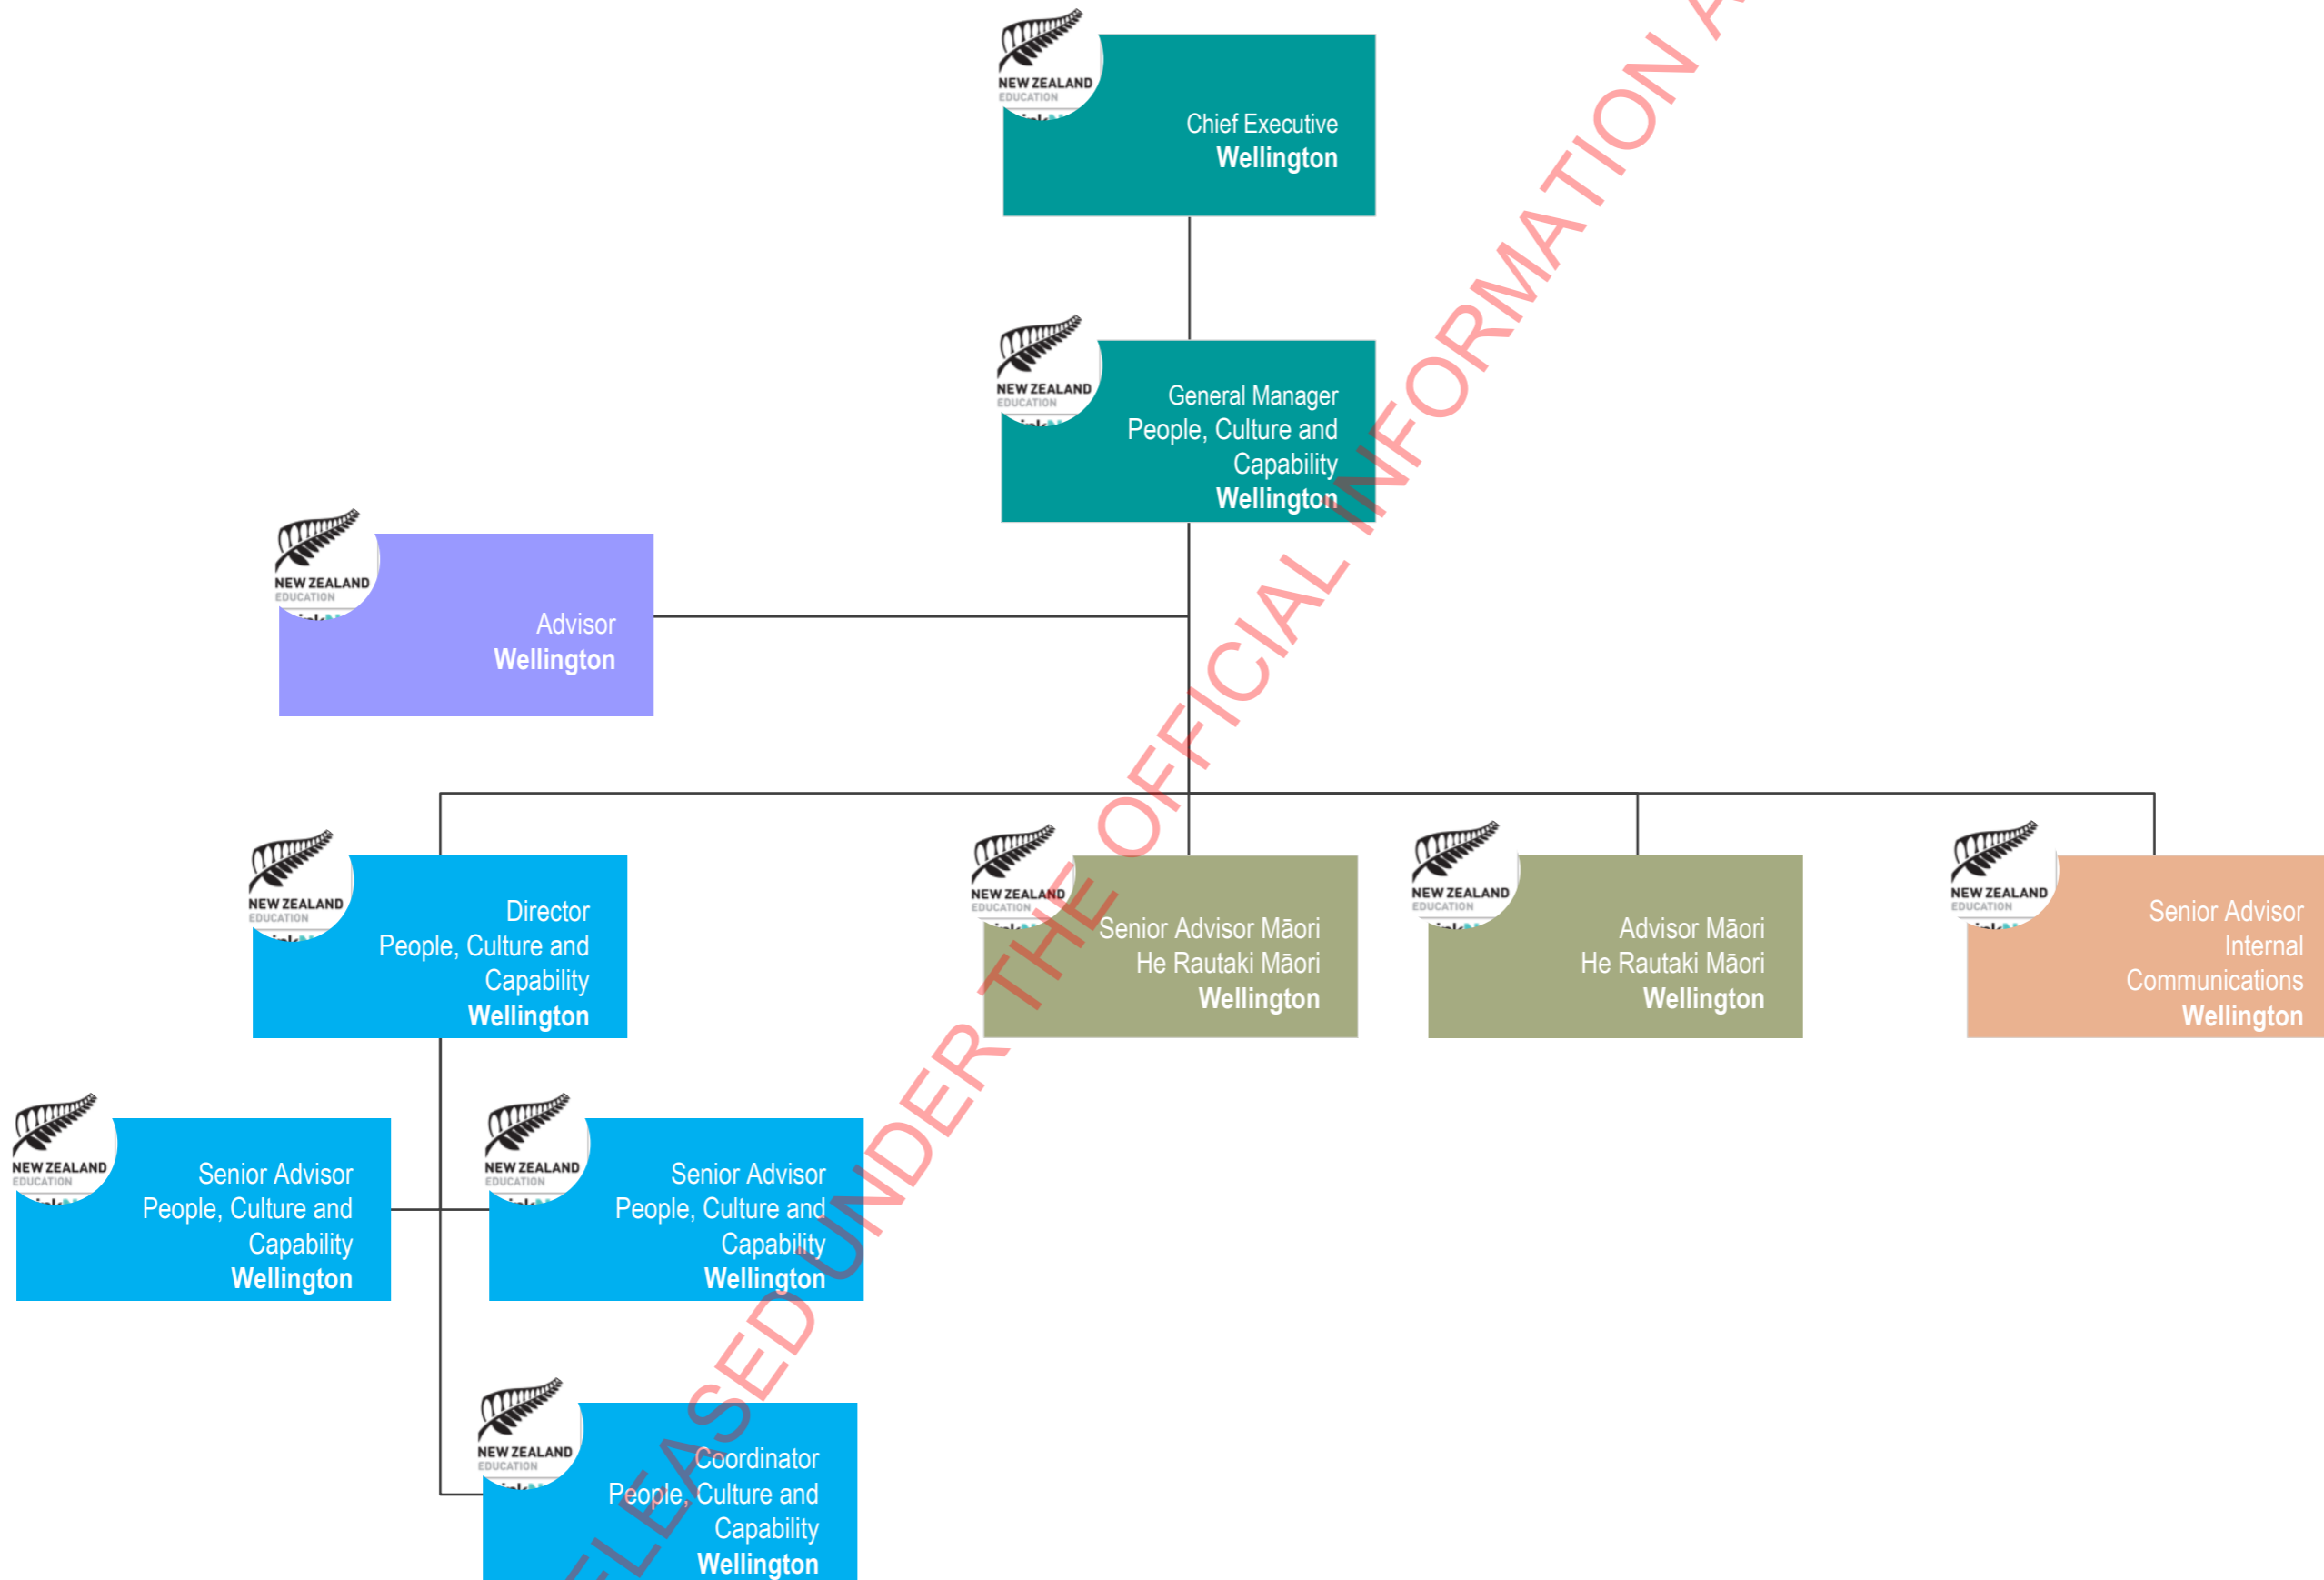 NEW ZEALAND
EDUCATION
Chief Executive
Wellington
NEW ZEALAND
EDUCATION
General Manager
People, Culture and
Capability
Wellington
NEW ZEALAND
EDUCATION
Advisor
Wellington
NEW ZEALAND
EDUCATION
Director
People, Culture and
Capability
Wellington
NEW ZEALAND
EDUCATION
Senior Advisor Māori
He Rautaki Māori
Wellington
NEW ZEALAND
EDUCATION
Advisor Māori
He Rautaki Māori
Wellington
NEW ZEALAND
EDUCATION
Senior Advisor
Internal
Communications
Wellington
NEW ZEALAND
EDUCATION
Senior Advisor
People, Culture and
Capability
Wellington
NEW ZEALAND
EDUCATION
Senior Advisor
People, Culture and
Capability
Wellington
NEW ZEALAND
EDUCATION
Coordinator
People, Culture and
Capability
Wellington
UNDER THE OFFICIAL INFORMATION